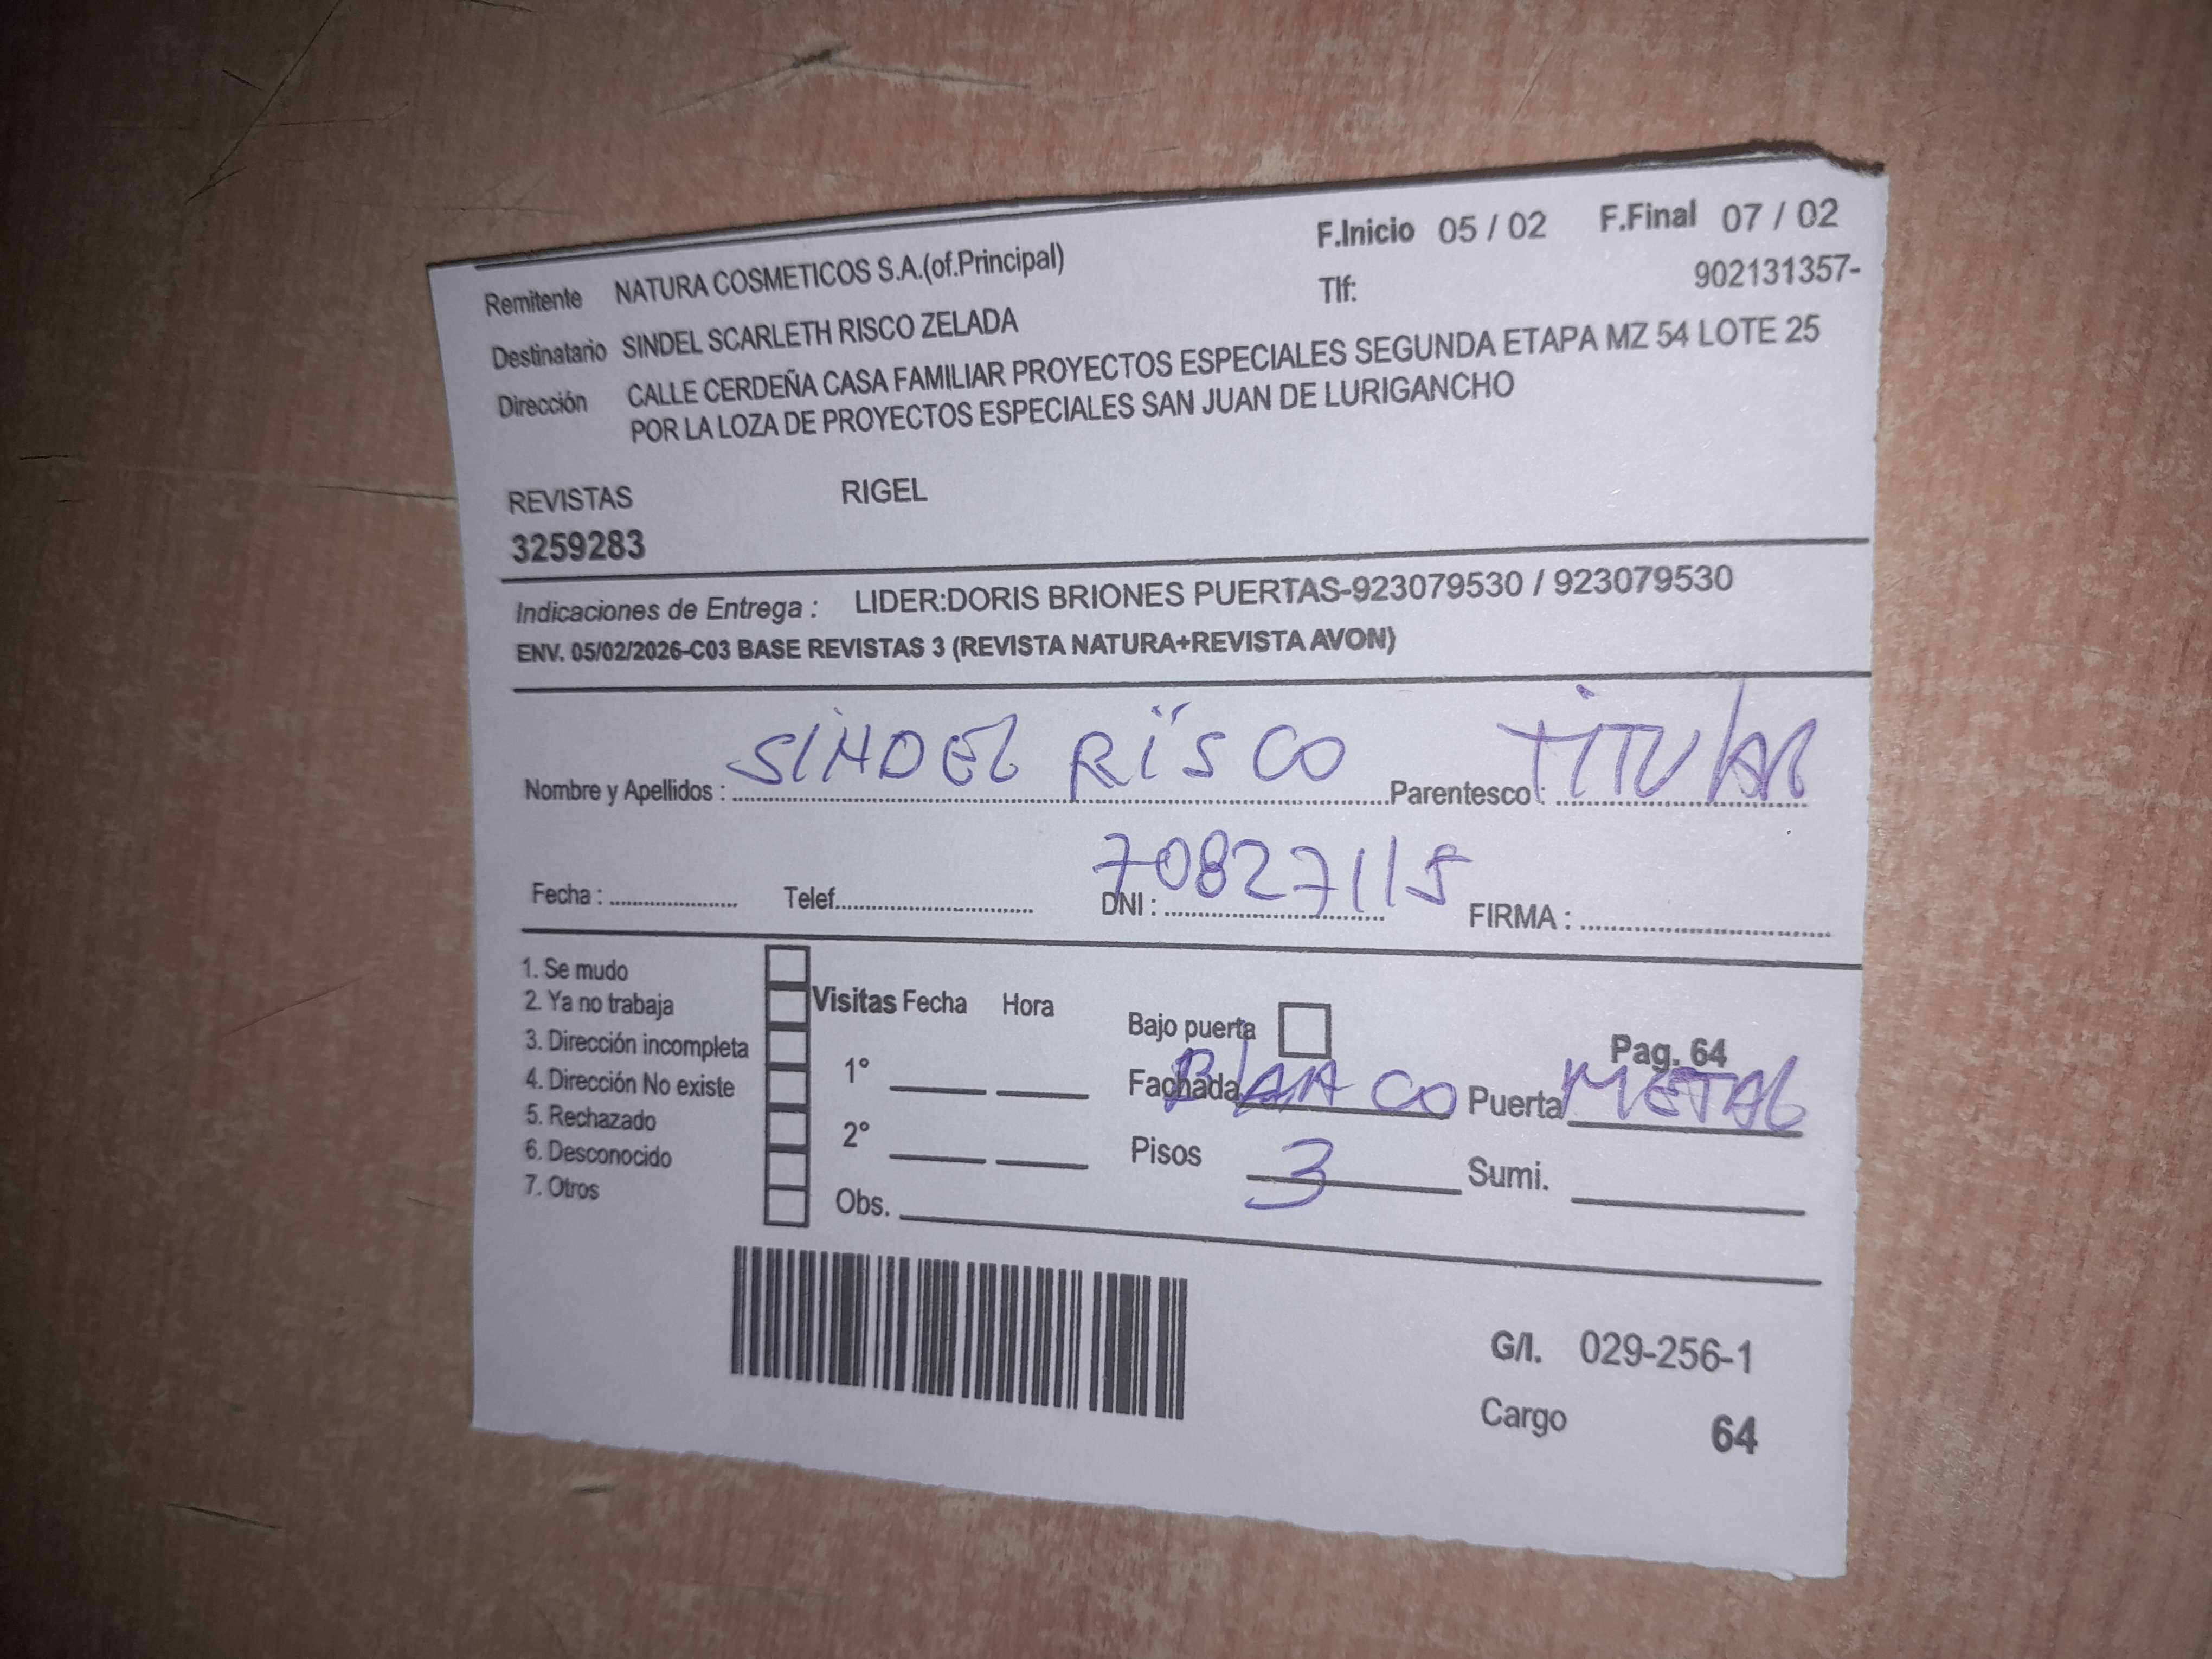 F.Inicio 05 / 02 F.Final 07 / 02
Remitente NATURA COSMETICOS S.A.(of.Principal) Tlf: 902131357-
Destinatario SINDEL SCARLETH RISCO ZELADA
Dirección CALLE CERDEÑA CASA FAMILIAR PROYECTOS ESPECIALES SEGUNDA ETAPA MZ 54 LOTE 25
POR LA LOZA DE PROYECTOS ESPECIALES SAN JUAN DE LURIGANCHO
REVISTAS RIGEL
3259283
Indicaciones de Entrega : LIDER:DORIS BRIONES PUERTAS-923079530 / 923079530
ENV. 05/02/2026-C03 BASE REVISTAS 3 (REVISTA NATURA+REVISTA AVON)
Nombre y Apellidos : SINDEL RISCO Parentesco : TITULAR
Fecha : Telef. DNI : 70827115 FIRMA :
1. Se mudo
2. Ya no trabaja Visitas Fecha Hora Bajo puerta
3. Dirección incompleta Pag. 64
4. Dirección No existe 1° Fachada BLANCO Puerta METAL
5. Rechazado
6. Desconocido 2° Pisos 3 Sumi.
7. Otros Obs.
G/I. 029-256-1
Cargo 64